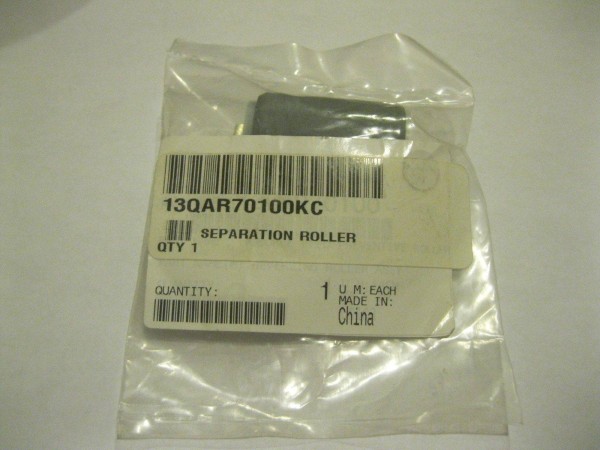 13QAR70100KC
SEPARATION ROLLER
QTY 1
QUANTITY: 1 U M: EACH
MADE IN:
China